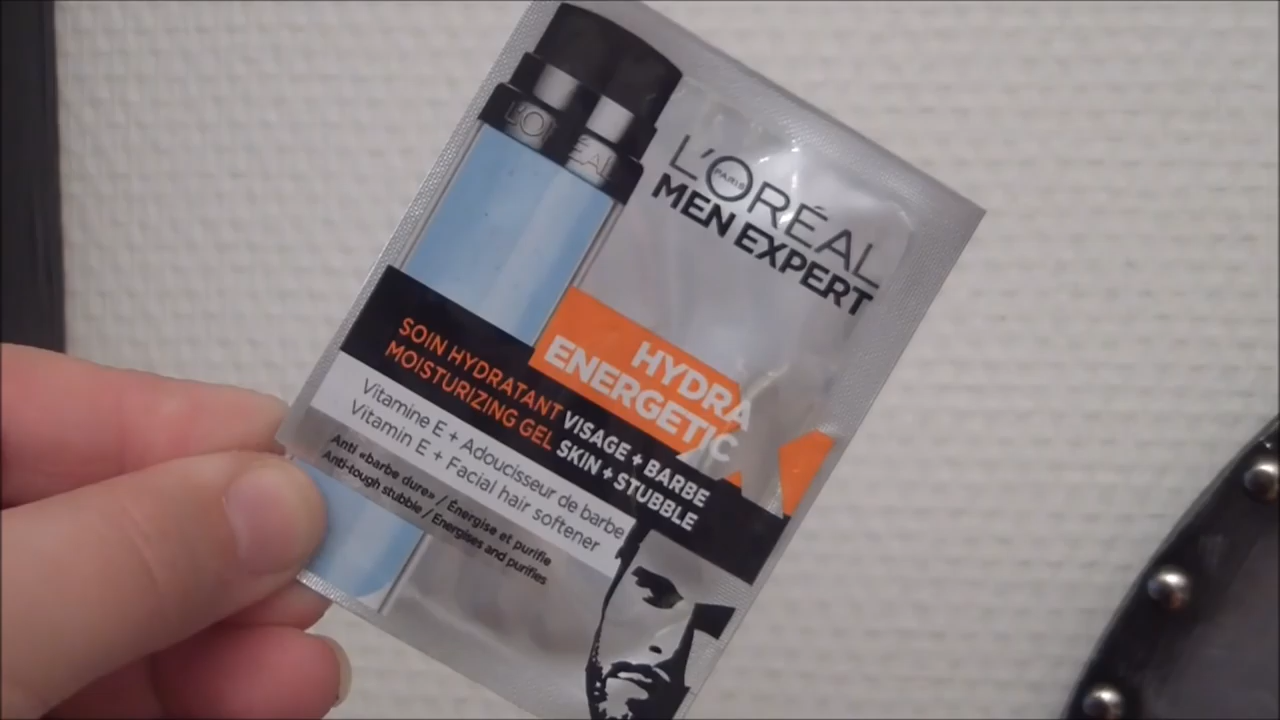 L'ORÉAL
L'ORÉAL
PARIS
MEN EXPERT
HYDRA
ENERGETIC
SOIN HYDRATANT VISAGE + BARBE
MOISTURIZING GEL SKIN + STUBBLE
Vitamine E + Adoucisseur de barbe
Vitamin E + Facial hair softener
Anti «barbe dure» / Énergise et purifie
Anti-tough stubble / Energises and purifies